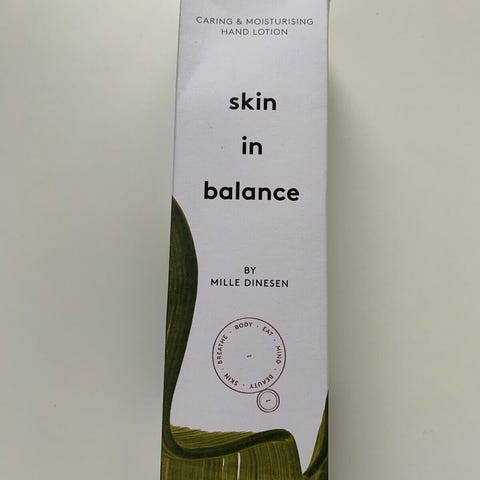 CARING & MOISTURISING
HAND LOTION
skin
in
balance
BY
MILLE DINESEN
BODY · EAT · MIND · BEAUTY · SKIN · BREATHE ·